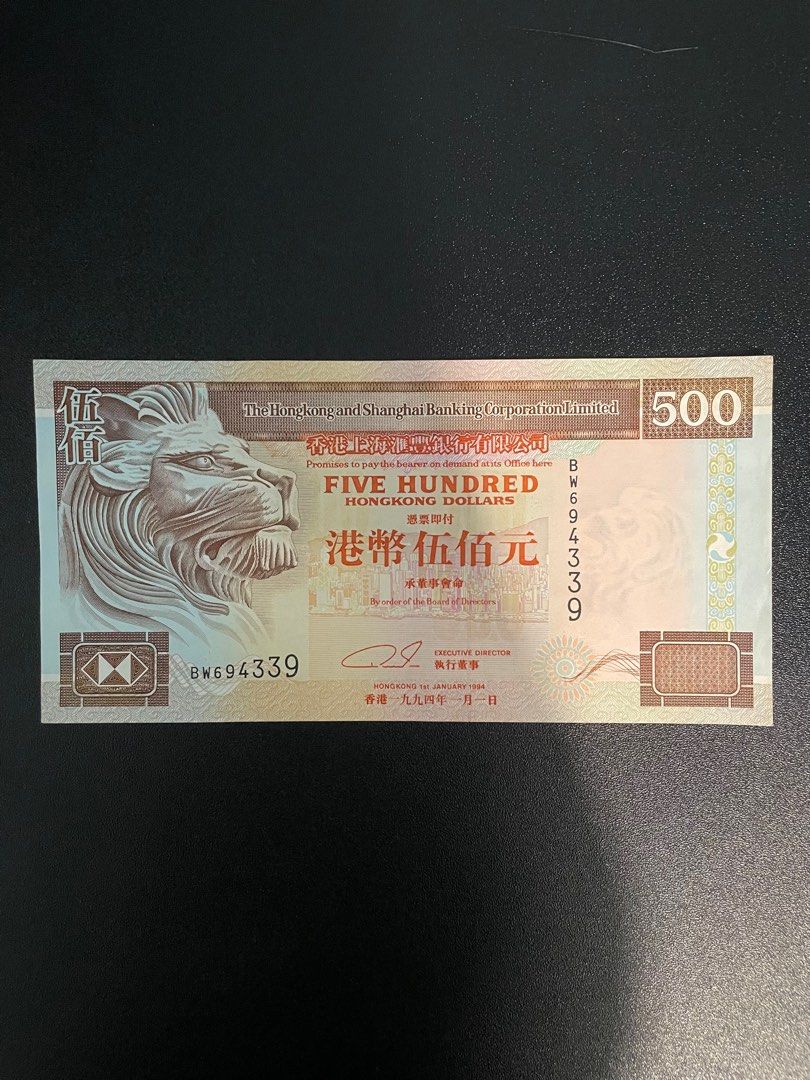 伍佰
The Hongkong and Shanghai Banking Corporation Limited
500
香港上海滙豐銀行有限公司
Promises to pay the bearer on demand at its Office here
FIVE HUNDRED
HONGKONG DOLLARS
憑票即付
港幣伍佰元
承董事會命
By order of the Board of Directors
BW694339
EXECUTIVE DIRECTOR
執行董事
BW694339
HONGKONG 1st JANUARY 1994
香港一九九四年一月一日